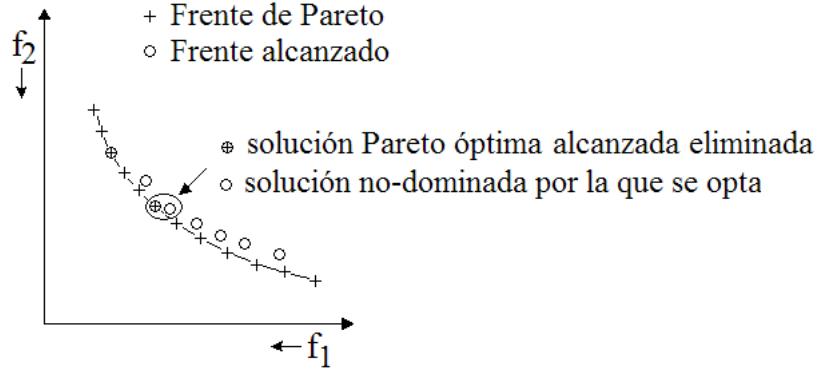 + Frente de Pareto
○ Frente alcanzado
f2
⊕ solución Pareto óptima alcanzada eliminada
○ solución no-dominada por la que se opta
f1